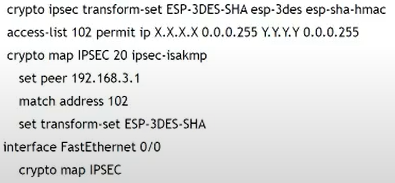 crypto ipsec transform-set ESP-3DES-SHA esp-3des esp-sha-hmac
access-list 102 permit ip X.X.X.X 0.0.0.255 Y.Y.Y.Y 0.0.0.255
crypto map IPSEC 20 ipsec-isakmp
set peer 192.168.3.1
match address 102
set transform-set ESP-3DES-SHA
interface FastEthernet 0/0
crypto map IPSEC